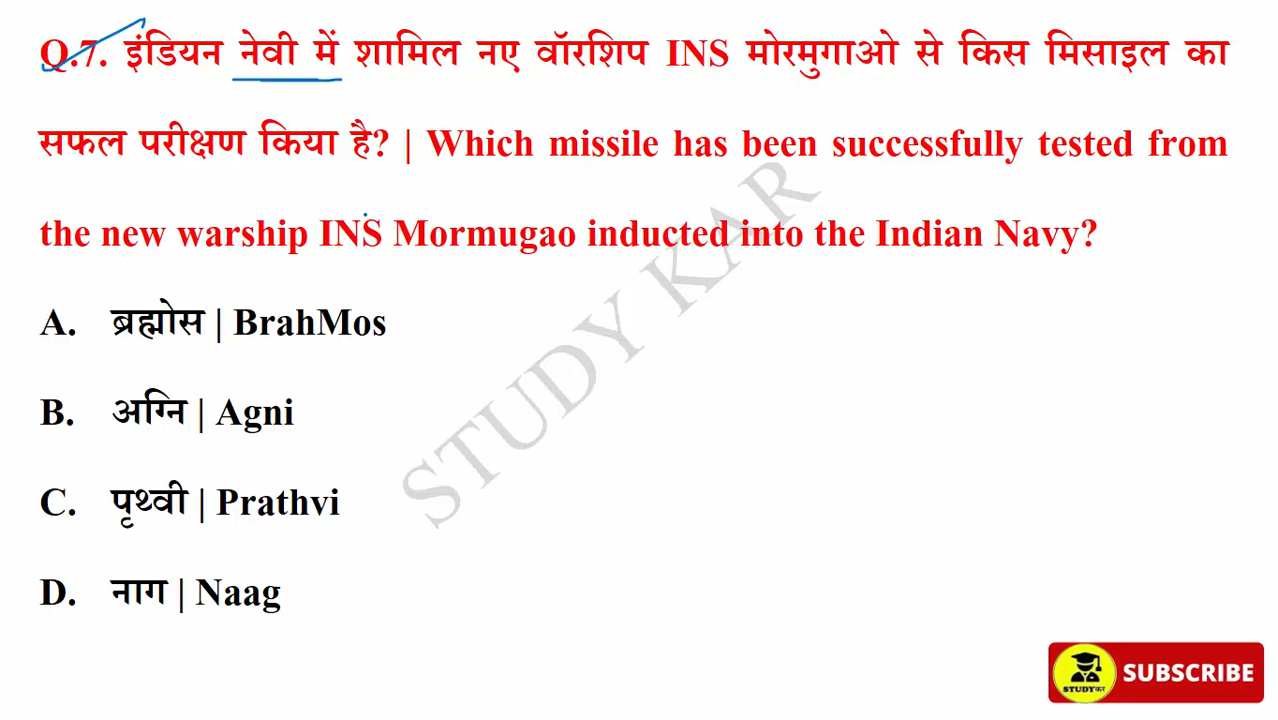 Q.7. इंडियन नेवी में शामिल नए वॉरशिप INS मोरमुगाओ से किस मिसाइल का
सफल परीक्षण किया है? | Which missile has been successfully tested from
the new warship INS Mormugao inducted into the Indian Navy?
A. ब्रह्मोस | BrahMos
B. अग्नि | Agni
C. पृथ्वी | Prathvi
D. नाग | Naag
STUDY KAR
STUDYकर
SUBSCRIBE